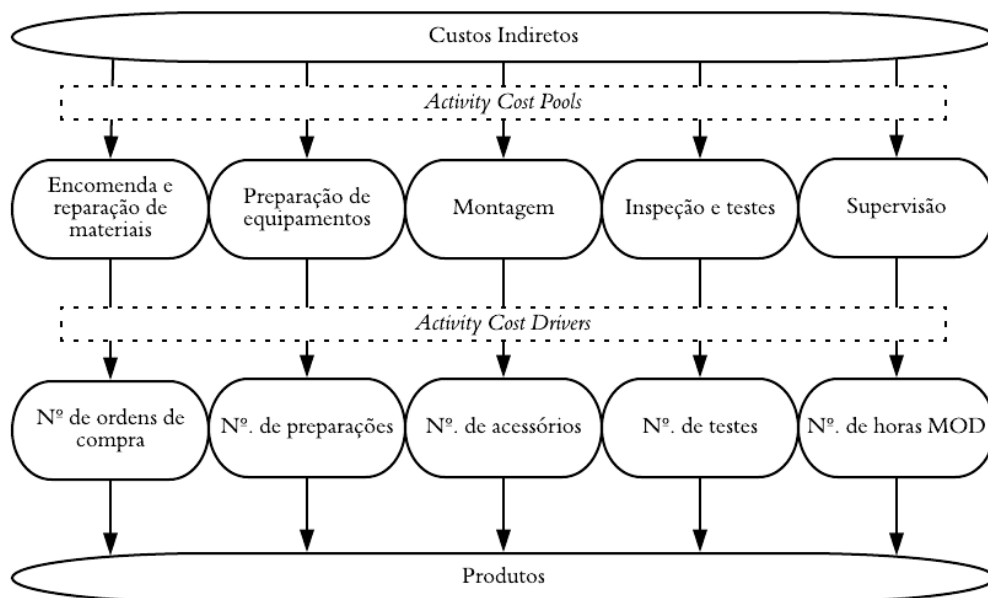 Custos Indiretos
Activity Cost Pools
Encomenda e
reparação de
materiais
Preparação de
equipamentos
Montagem
Inspeção e testes
Supervisão
Activity Cost Drivers
Nº de ordens de
compra
Nº. de preparações
Nº. de acessórios
Nº. de testes
Nº. de horas MOD
Produtos